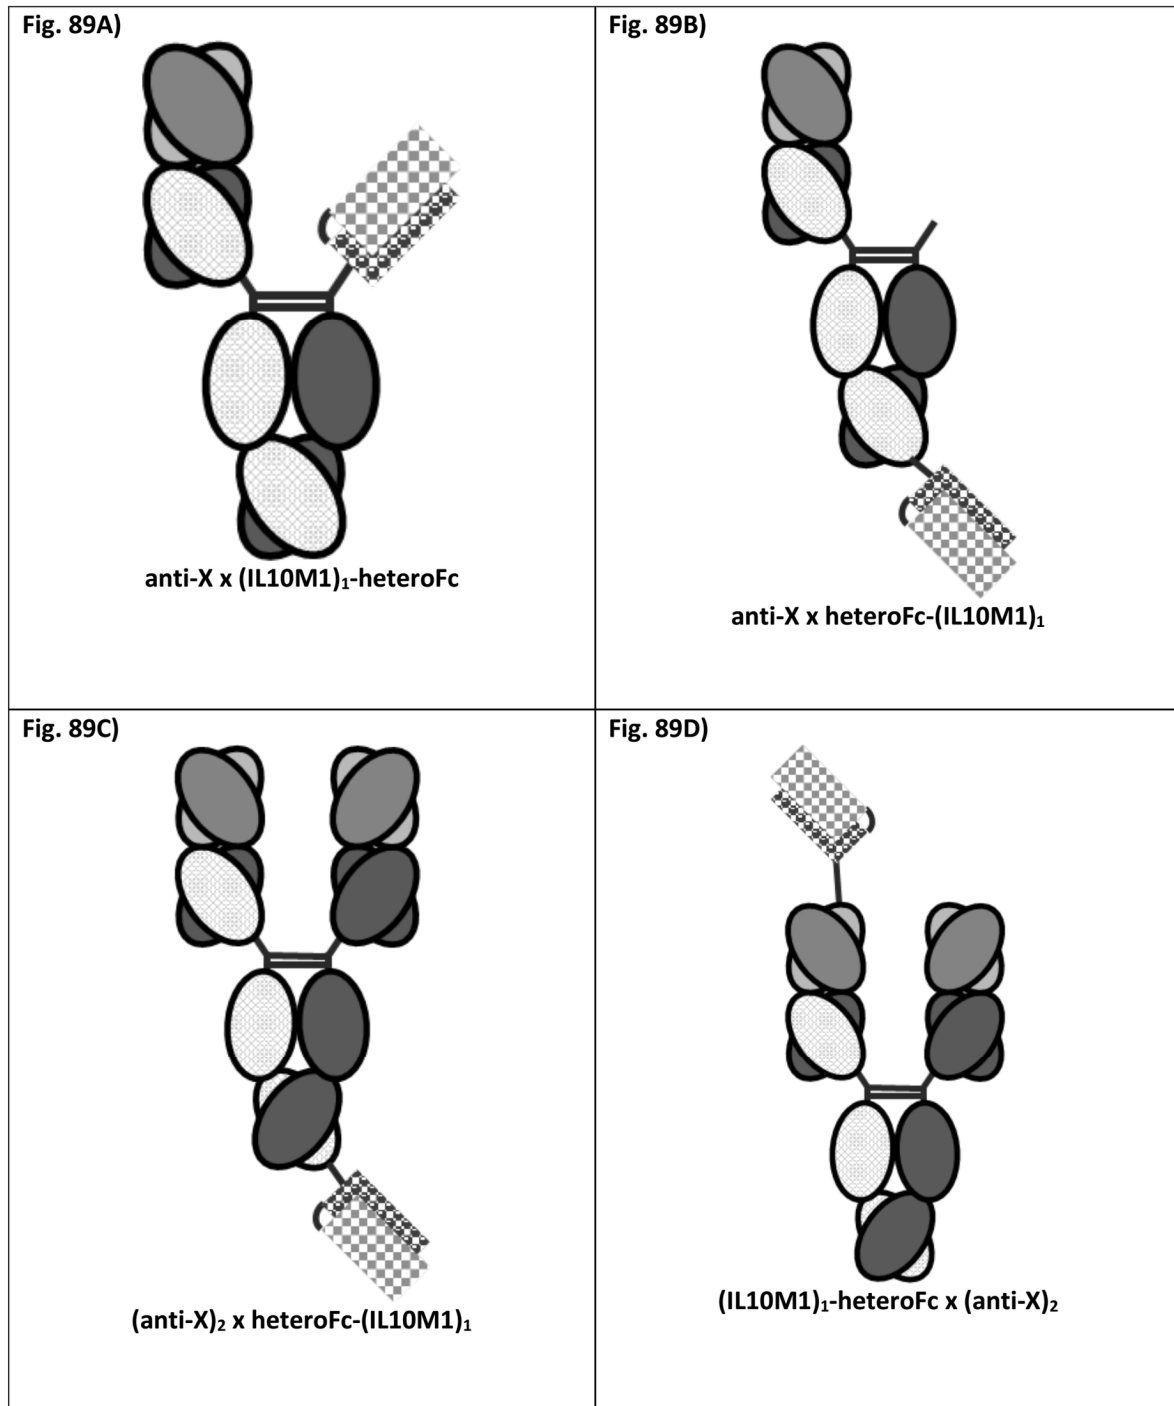 Fig. 89A)
anti-X x (IL10M1)₁-heteroFc
Fig. 89B)
anti-X x heteroFc-(IL10M1)₁
Fig. 89C)
(anti-X)₂ x heteroFc-(IL10M1)₁
Fig. 89D)
(IL10M1)₁-heteroFc x (anti-X)₂